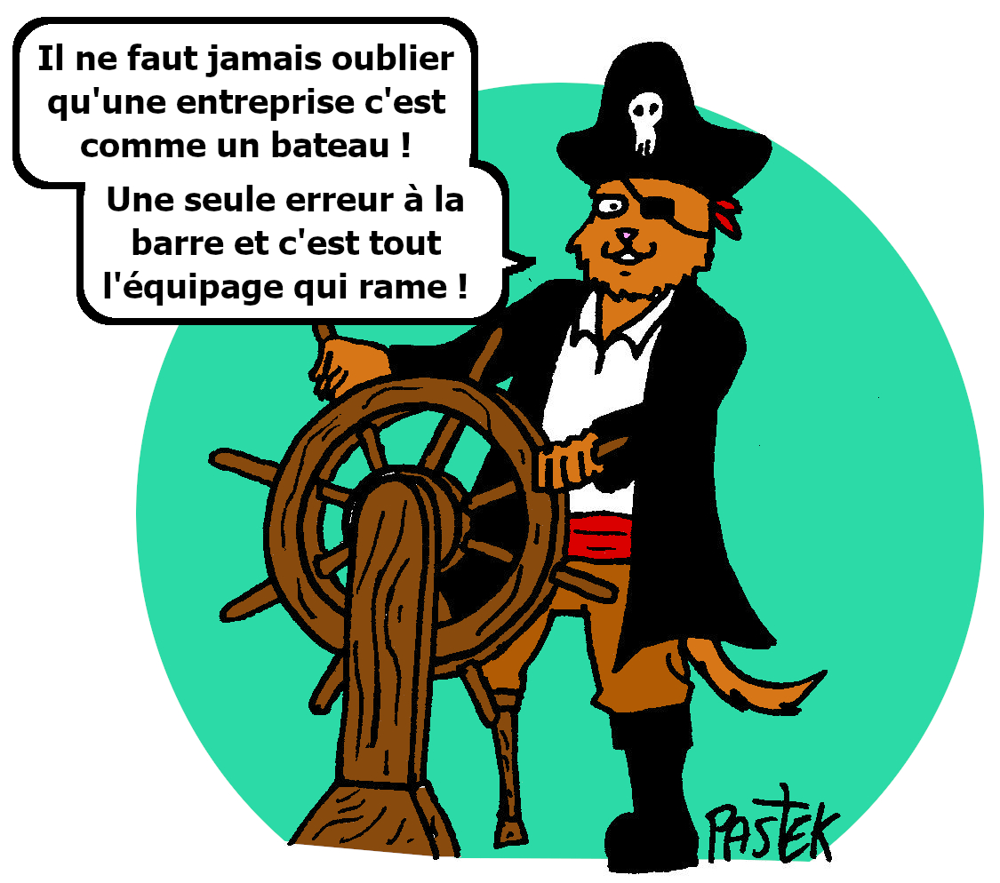 Il ne faut jamais oublier
qu'une entreprise c'est
comme un bateau !
Une seule erreur à la
barre et c'est tout
l'équipage qui rame !
PASTEK